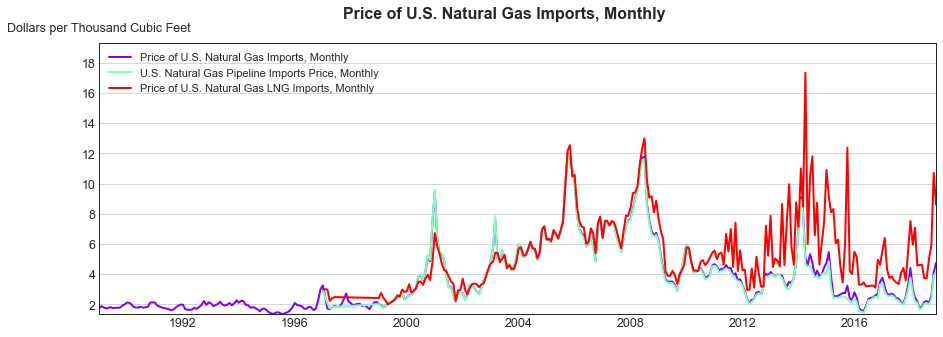 Price of U.S. Natural Gas Imports, Monthly
Dollars per Thousand Cubic Feet
Price of U.S. Natural Gas Imports, Monthly
U.S. Natural Gas Pipeline Imports Price, Monthly
Price of U.S. Natural Gas LNG Imports, Monthly
18
16
14
12
10
8
6
4
2
1992 1996 2000 2004 2008 2012 2016